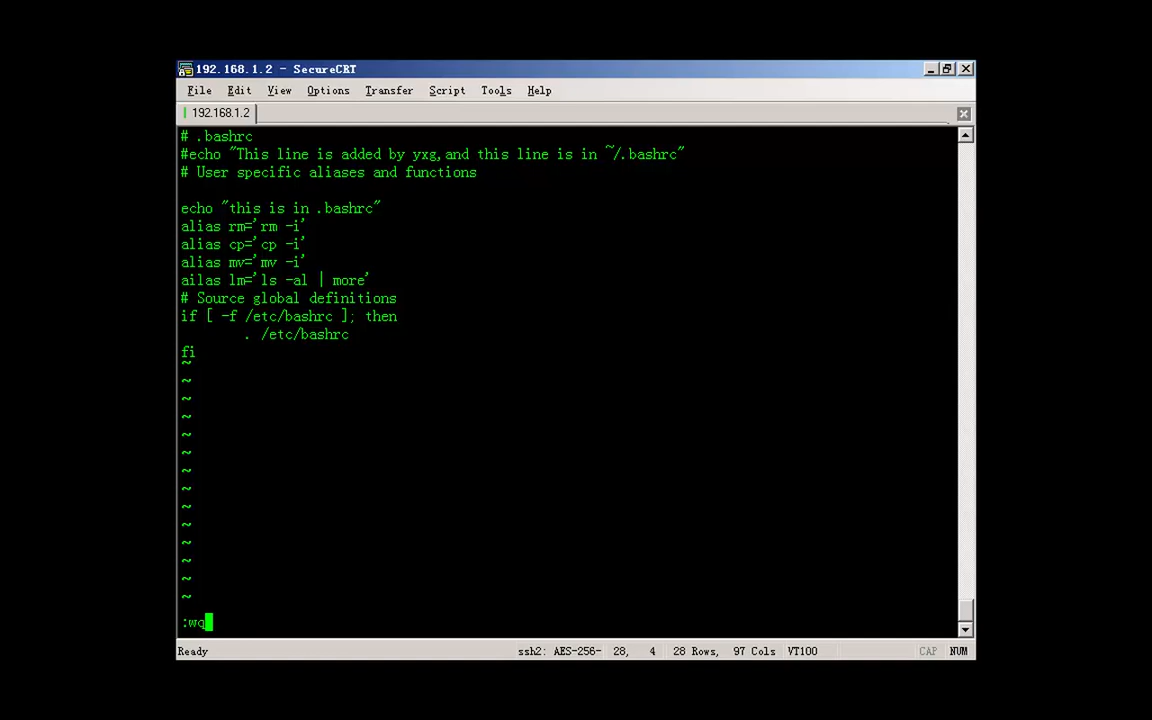 192.168.1.2 - SecureCRT
File Edit View Options Transfer Script Tools Help
192.168.1.2
# .bashrc
#echo "This line is added by yxg,and this line is in ~/.bashrc"
# User specific aliases and functions
echo "this is in .bashrc"
alias rm='rm -i'
alias cp='cp -i'
alias mv='mv -i'
ailas lm='ls -al | more'
# Source global definitions
if [ -f /etc/bashrc ]; then
. /etc/bashrc
fi
~
~
~
~
~
~
~
~
~
~
~
~
~
~
:wq
Ready ssh2: AES-256- 28, 4 28 Rows, 97 Cols VT100 CAP NUM